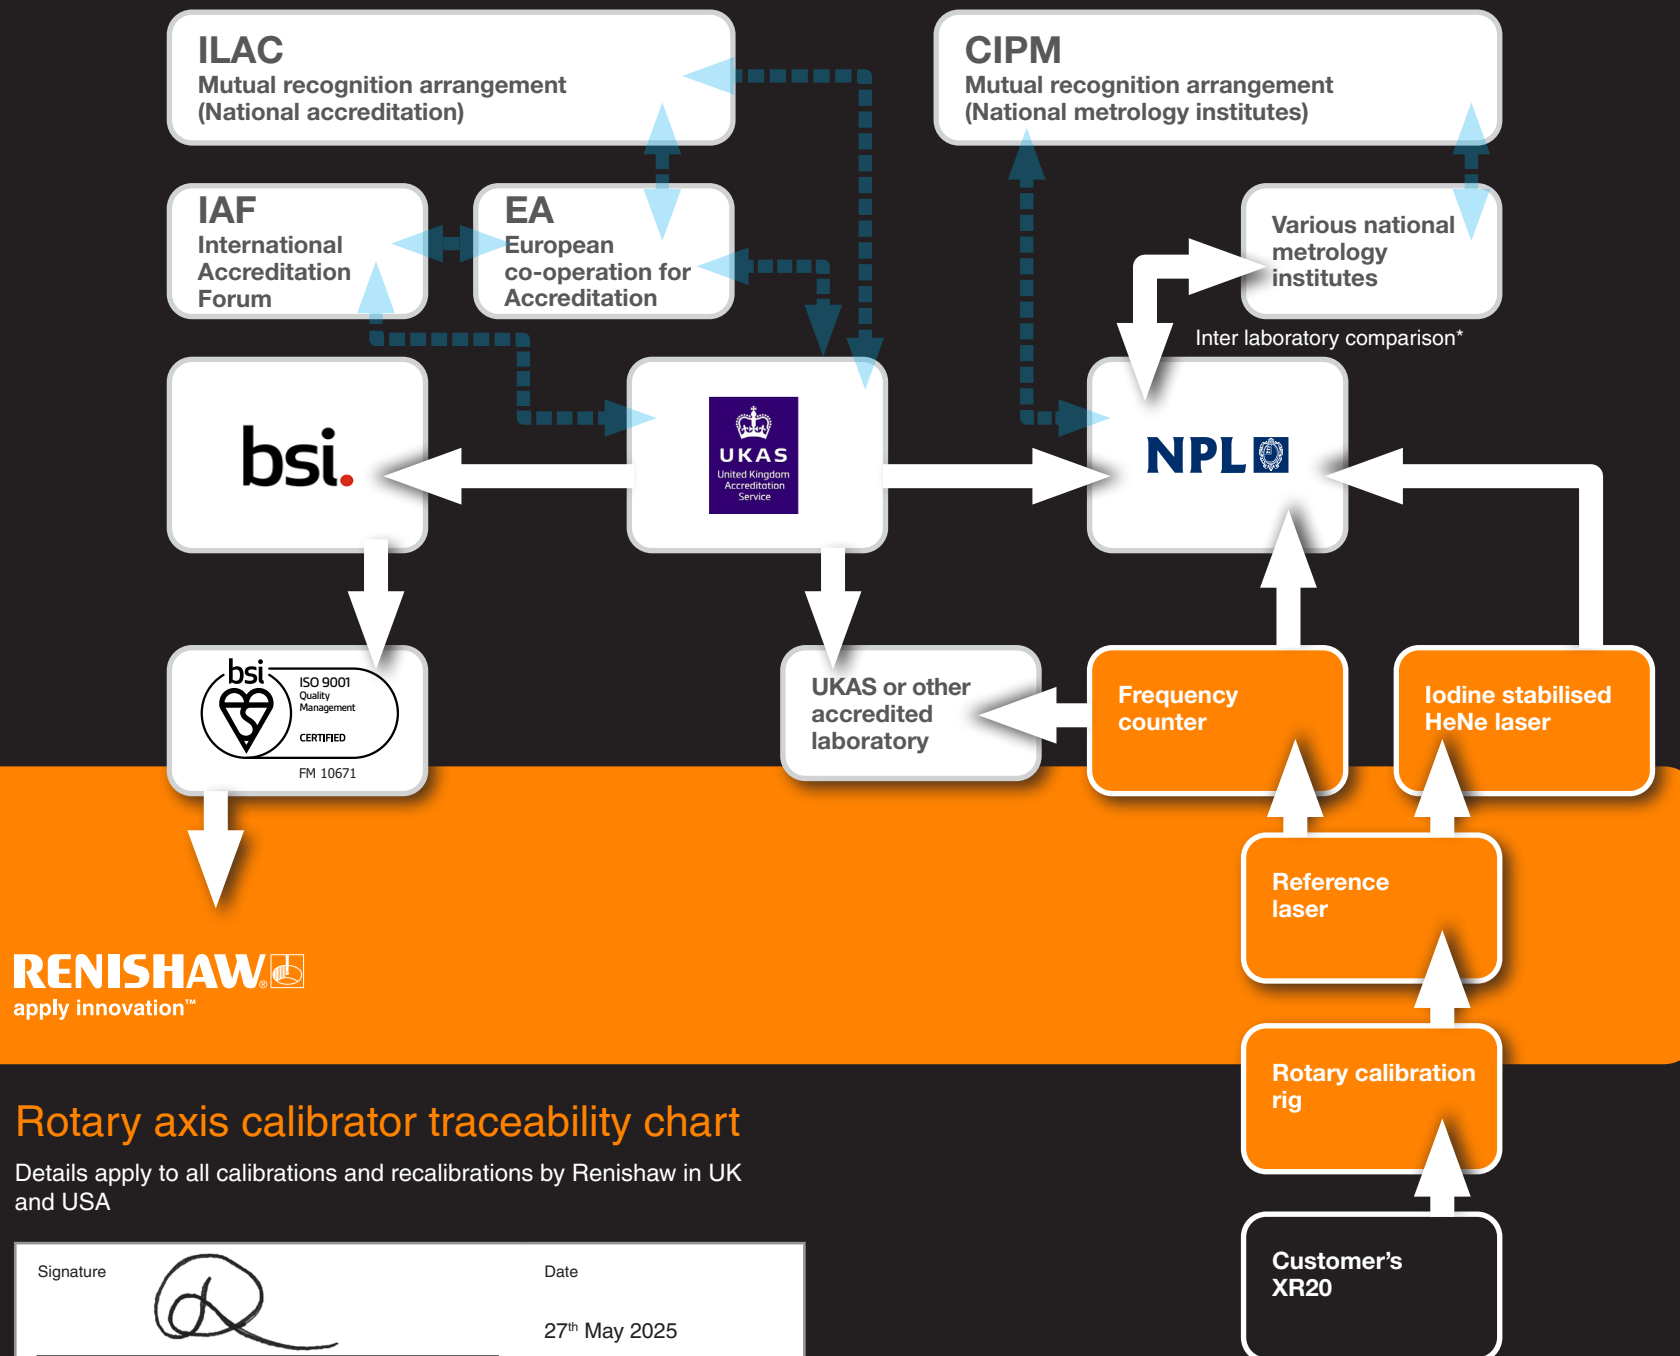 ILAC
Mutual recognition arrangement
(National accreditation)
CIPM
Mutual recognition arrangement
(National metrology institutes)
IAF
International
Accreditation
Forum
EA
European
co-operation for
Accreditation
Various national
metrology
institutes
Inter laboratory comparison*
bsi.
UKAS
United Kingdom
Accreditation
Service
NPL
bsi
ISO 9001
Quality
Management
CERTIFIED
FM 10671
UKAS or other
accredited
laboratory
Frequency
counter
Iodine stabilised
HeNe laser
Reference
laser
RENISHAW®
apply innovation™
Rotary calibration
rig
Rotary axis calibrator traceability chart
Details apply to all calibrations and recalibrations by Renishaw in UK
and USA
Customer's
XR20
Signature
Date
27th May 2025